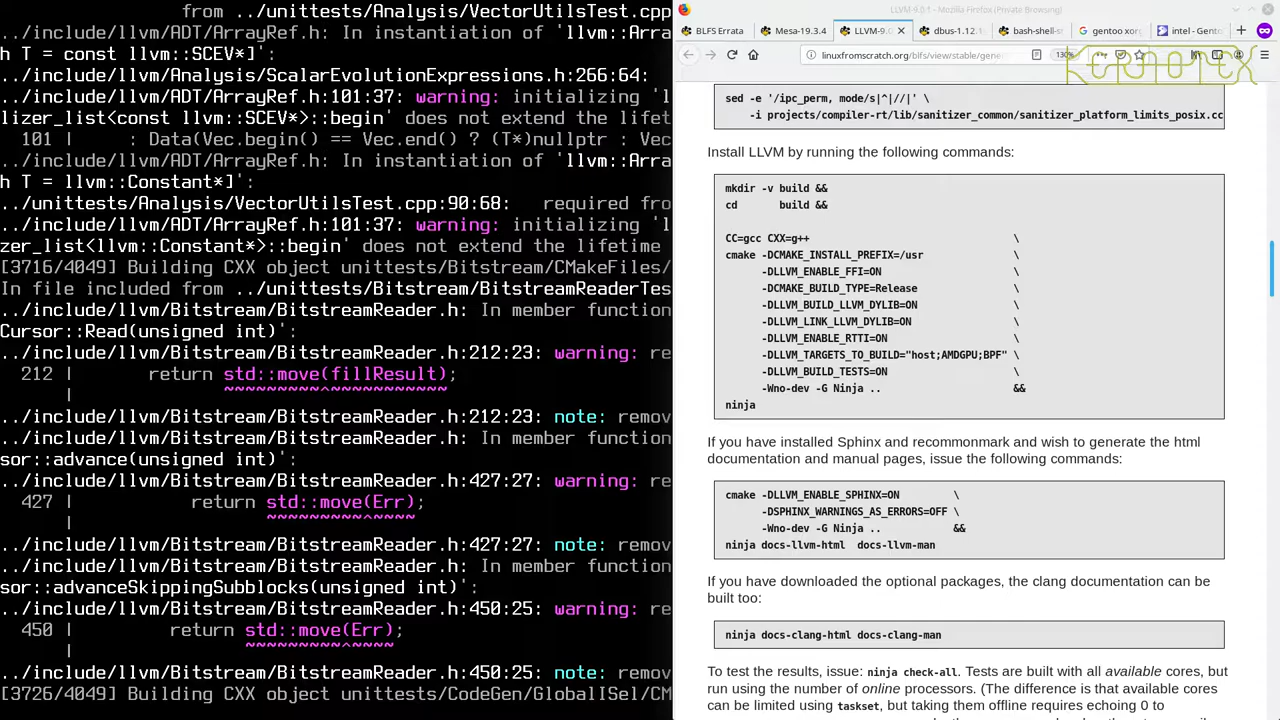 from ../unittests/Analysis/VectorUtilsTest.cpp
../include/llvm/ADT/ArrayRef.h: In instantiation of 'llvm::Arra
h T = const llvm::SCEV*]':
../include/llvm/Analysis/ScalarEvolutionExpressions.h:266:64:
../include/llvm/ADT/ArrayRef.h:101:37: warning: initializing 'l
lizer_list<const llvm::SCEV*>::begin' does not extend the lifet
101 | : Data(Vec.begin() == Vec.end() ? (T*)nullptr : Vec
../include/llvm/ADT/ArrayRef.h: In instantiation of 'llvm::Arra
h T = llvm::Constant*]':
../unittests/Analysis/VectorUtilsTest.cpp:90:68: required fro
../include/llvm/ADT/ArrayRef.h:101:37: warning: initializing 'l
zer_list<llvm::Constant*>::begin' does not extend the lifetime
[3716/4049] Building CXX object unittests/Bitstream/CMakeFiles/
In file included from ../unittests/Bitstream/BitstreamReaderTes
../include/llvm/Bitstream/BitstreamReader.h: In member function
Cursor::Read(unsigned int)':
../include/llvm/Bitstream/BitstreamReader.h:212:23: warning: re
212 | return std::move(fillResult);
| ~~~~~~~~~^~~~~~~~~~~~
../include/llvm/Bitstream/BitstreamReader.h:212:23: note: remov
../include/llvm/Bitstream/BitstreamReader.h: In member function
sor::advance(unsigned int)':
../include/llvm/Bitstream/BitstreamReader.h:427:27: warning: re
427 | return std::move(Err);
| ~~~~~~~~~^~~~~
../include/llvm/Bitstream/BitstreamReader.h:427:27: note: remov
../include/llvm/Bitstream/BitstreamReader.h: In member function
sor::advanceSkippingSubblocks(unsigned int)':
../include/llvm/Bitstream/BitstreamReader.h:450:25: warning: re
450 | return std::move(Err);
| ~~~~~~~~~^~~~~
../include/llvm/Bitstream/BitstreamReader.h:450:25: note: remov
[3726/4049] Building CXX object unittests/CodeGen/GlobalISel/CM
LLVM-9.0.1 - Mozilla Firefox (Private Browsing)
BLFS Errata Mesa-19.3.4 LLVM-9.0 dbus-1.12. bash-shell-s gentoo xorg intel - Gento
linuxfromscratch.org/blfs/view/stable/gene 130%
KERNOTEX
sed -e '/ipc_perm, mode/s|^|//|' \
-i projects/compiler-rt/lib/sanitizer_common/sanitizer_platform_limits_posix.cc
Install LLVM by running the following commands:
mkdir -v build &&
cd build &&
CC=gcc CXX=g++ \
cmake -DCMAKE_INSTALL_PREFIX=/usr \
-DLLVM_ENABLE_FFI=ON \
-DCMAKE_BUILD_TYPE=Release \
-DLLVM_BUILD_LLVM_DYLIB=ON \
-DLLVM_LINK_LLVM_DYLIB=ON \
-DLLVM_ENABLE_RTTI=ON \
-DLLVM_TARGETS_TO_BUILD="host;AMDGPU;BPF" \
-DLLVM_BUILD_TESTS=ON \
-Wno-dev -G Ninja .. &&
ninja
If you have installed Sphinx and recommonmark and wish to generate the html
documentation and manual pages, issue the following commands:
cmake -DLLVM_ENABLE_SPHINX=ON \
-DSPHINX_WARNINGS_AS_ERRORS=OFF \
-Wno-dev -G Ninja .. &&
ninja docs-llvm-html docs-llvm-man
If you have downloaded the optional packages, the clang documentation can be
built too:
ninja docs-clang-html docs-clang-man
To test the results, issue: ninja check-all. Tests are built with all available cores, but
run using the number of online processors. (The difference is that available cores
can be limited using taskset, but taking them offline requires echoing 0 to